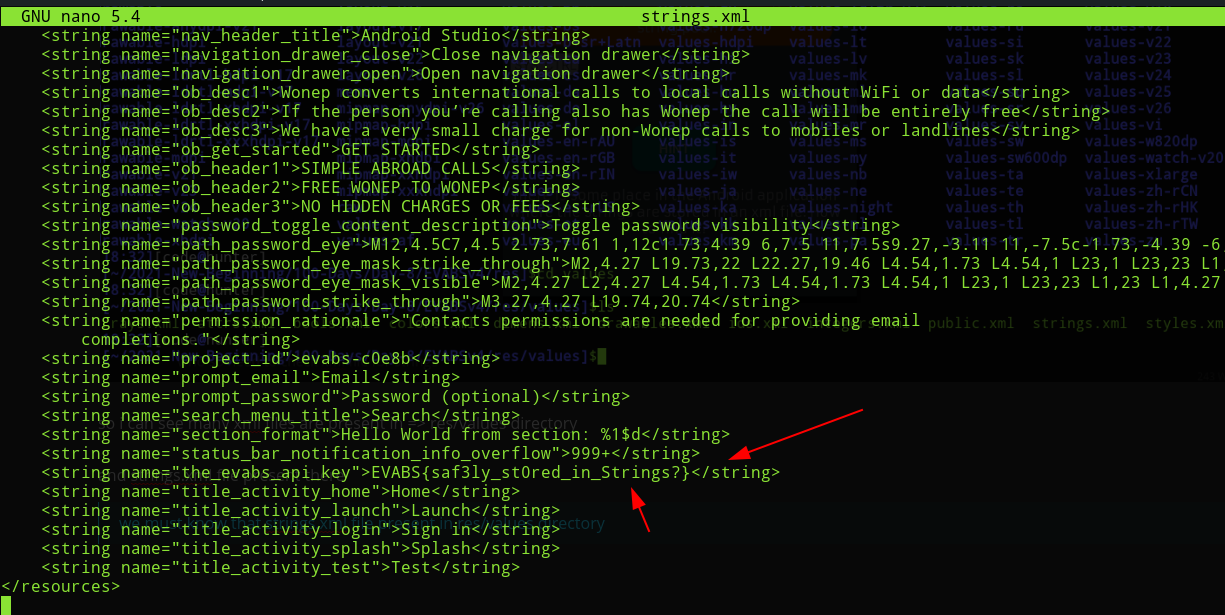 GNU nano 5.4 strings.xml
<string name="nav_header_title">Android Studio</string>
<string name="navigation_drawer_close">Close navigation drawer</string>
<string name="navigation_drawer_open">Open navigation drawer</string>
<string name="ob_desc1">Wonep converts international calls to local calls without WiFi or data</string>
<string name="ob_desc2">If the person you’re calling also has Wonep the call will be entirely free</string>
<string name="ob_desc3">We have a very small charge for non-Wonep calls to mobiles or landlines</string>
<string name="ob_get_started">GET STARTED</string>
<string name="ob_header1">SIMPLE ABROAD CALLS</string>
<string name="ob_header2">FREE WONEP TO WONEP</string>
<string name="ob_header3">NO HIDDEN CHARGES OR FEES</string>
<string name="password_toggle_content_description">Toggle password visibility</string>
<string name="path_password_eye">M12,4.5C7,4.5 2.73,7.61 1,12c1.73,4.39 6,7.5 11,7.5s9.27,-3.11 11,-7.5c-1.73,-4.39 -6
<string name="path_password_eye_mask_strike_through">M2,4.27 L19.73,22 L22.27,19.46 L4.54,1.73 L4.54,1 L23,1 L23,23 L1
<string name="path_password_eye_mask_visible">M2,4.27 L2,4.27 L4.54,1.73 L4.54,1.73 L4.54,1 L23,1 L23,23 L1,23 L1,4.27
<string name="path_password_strike_through">M3.27,4.27 L19.74,20.74</string>
<string name="permission_rationale">"Contacts permissions are needed for providing email
completions."</string>
<string name="project_id">evabs-c0e8b</string>
<string name="prompt_email">Email</string>
<string name="prompt_password">Password (optional)</string>
<string name="search_menu_title">Search</string>
<string name="section_format">Hello World from section: %1$d</string>
<string name="status_bar_notification_info_overflow">999+</string>
<string name="the_evabs_api_key">EVABS{saf3ly_st0red_in_Strings?}</string>
<string name="title_activity_home">Home</string>
<string name="title_activity_launch">Launch</string>
<string name="title_activity_login">Sign in</string>
<string name="title_activity_splash">Splash</string>
<string name="title_activity_test">Test</string>
</resources>